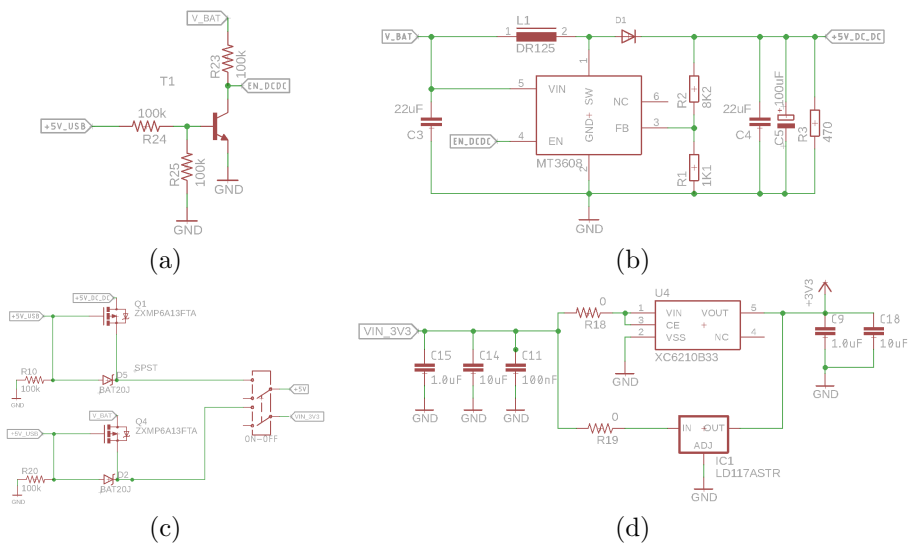 V_BAT
R23
100k
EN_DCDC
T1
+5V_USB
100k
R24
R25
100k
GND
GND
(a)
V_BAT
L1
1 2
DR125
D1
+5V_DC_DC
1
5 VIN
SW
NC 6
FB 3
GND+
EN_DCDC
4 EN
2
MT3608
22uF
C3
R2
8K2
R1
1K1
22uF
C4
100uF
C5
R3
470
GND
(b)
+5V_DC_DC
Q1
ZXMP6A13FTA
+5V_USB
R10
100k
GND
D5
BAT20J
SPST
V_BAT
Q4
ZXMP6A13FTA
+5V_USB
R20
100k
GND
D2
BAT20J
+5V
VIN_3V3
ON-OFF
(c)
VIN_3V3
C15
1.0uF
GND
C14
10uF
GND
C11
100nF
GND
0
R18
U4
1 VIN VOUT 5
3 CE +
2 VSS NC 4
XC6210B33
GND
0
R19
IN +OUT
ADJ
IC1
LD117ASTR
GND
+3V3
C9
1.0uF
C18
10uF
GND
(d)